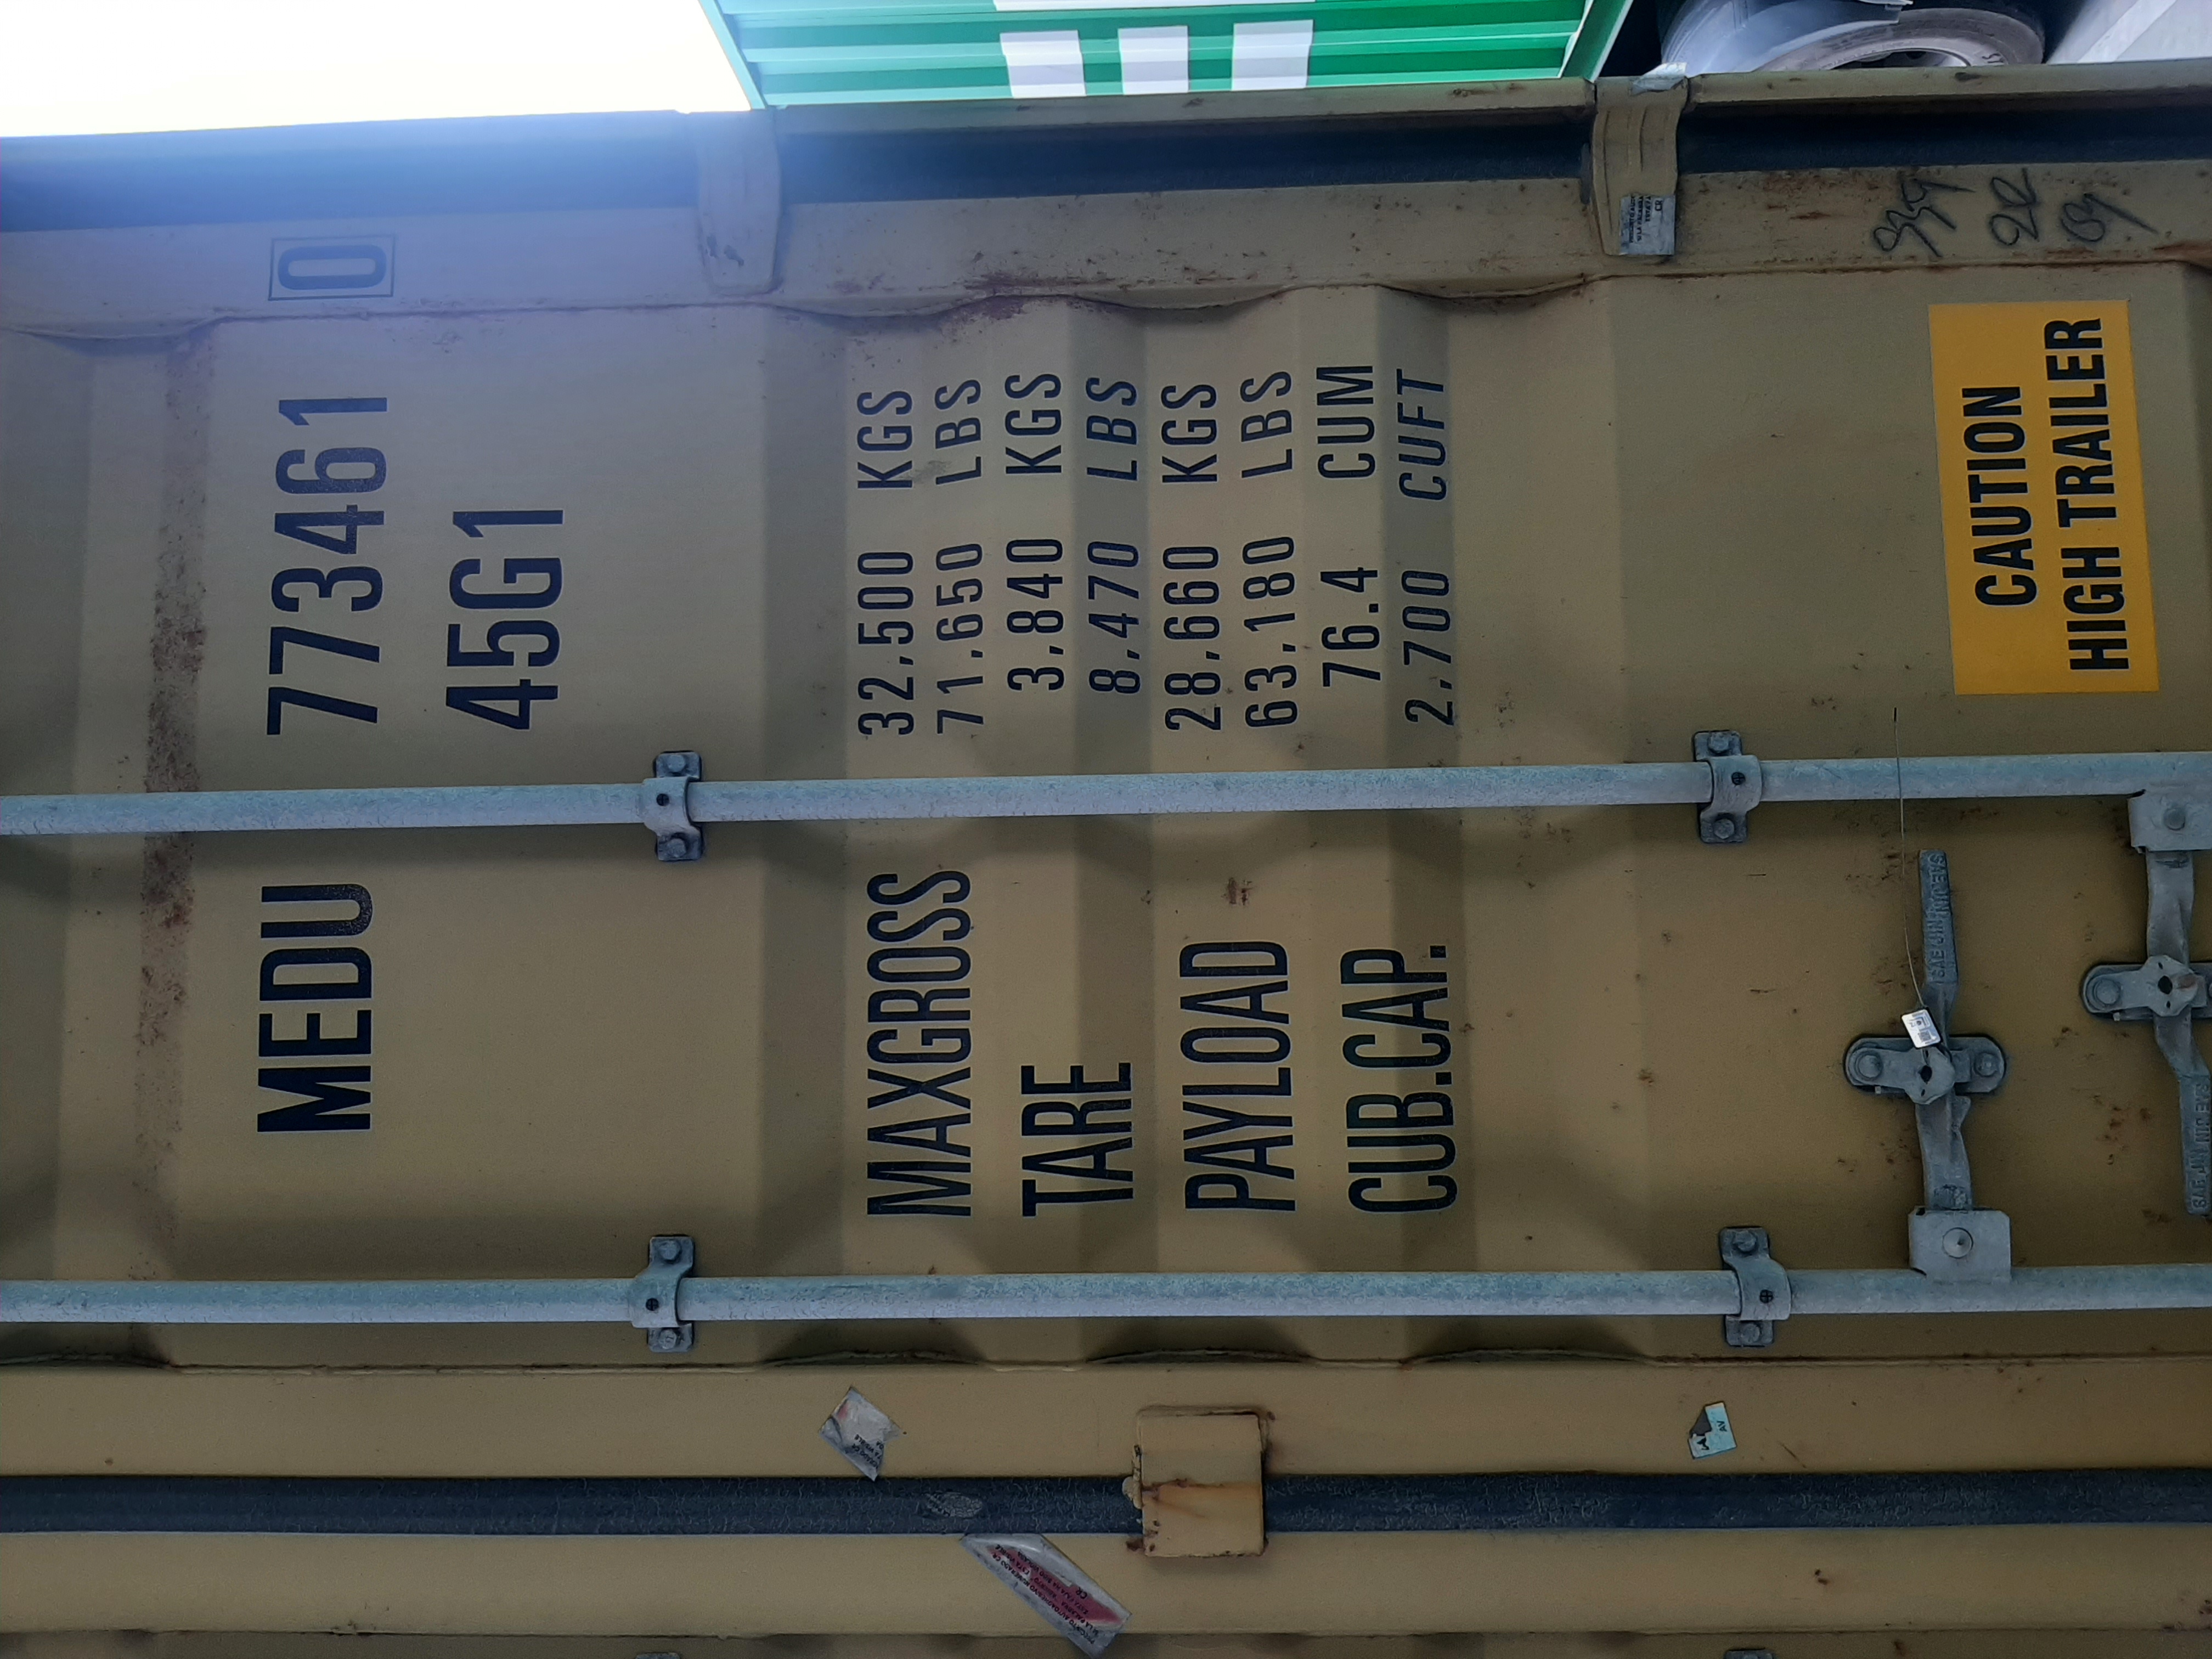 MEDU 773461 0
45G1
MAXGROSS 32,500 KGS
71,650 LBS
TARE 3,840 KGS
8,470 LBS
PAYLOAD 28,660 KGS
63,180 LBS
CUB.CAP. 76.4 CUM
2,700 CUFT
CAUTION
HIGH TRAILER